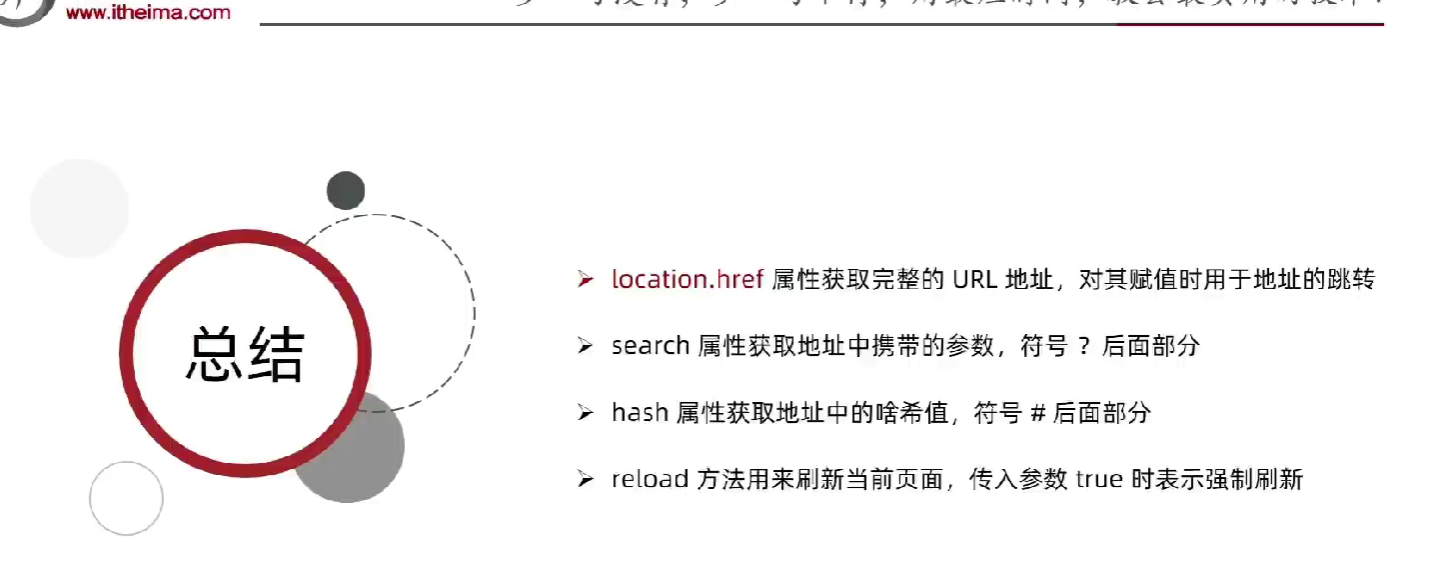 www.itheima.com
总结
➢ location.href 属性获取完整的 URL 地址，对其赋值时用于地址的跳转
➢ search 属性获取地址中携带的参数，符号 ? 后面部分
➢ hash 属性获取地址中的啥希值，符号 # 后面部分
➢ reload 方法用来刷新当前页面，传入参数 true 时表示强制刷新